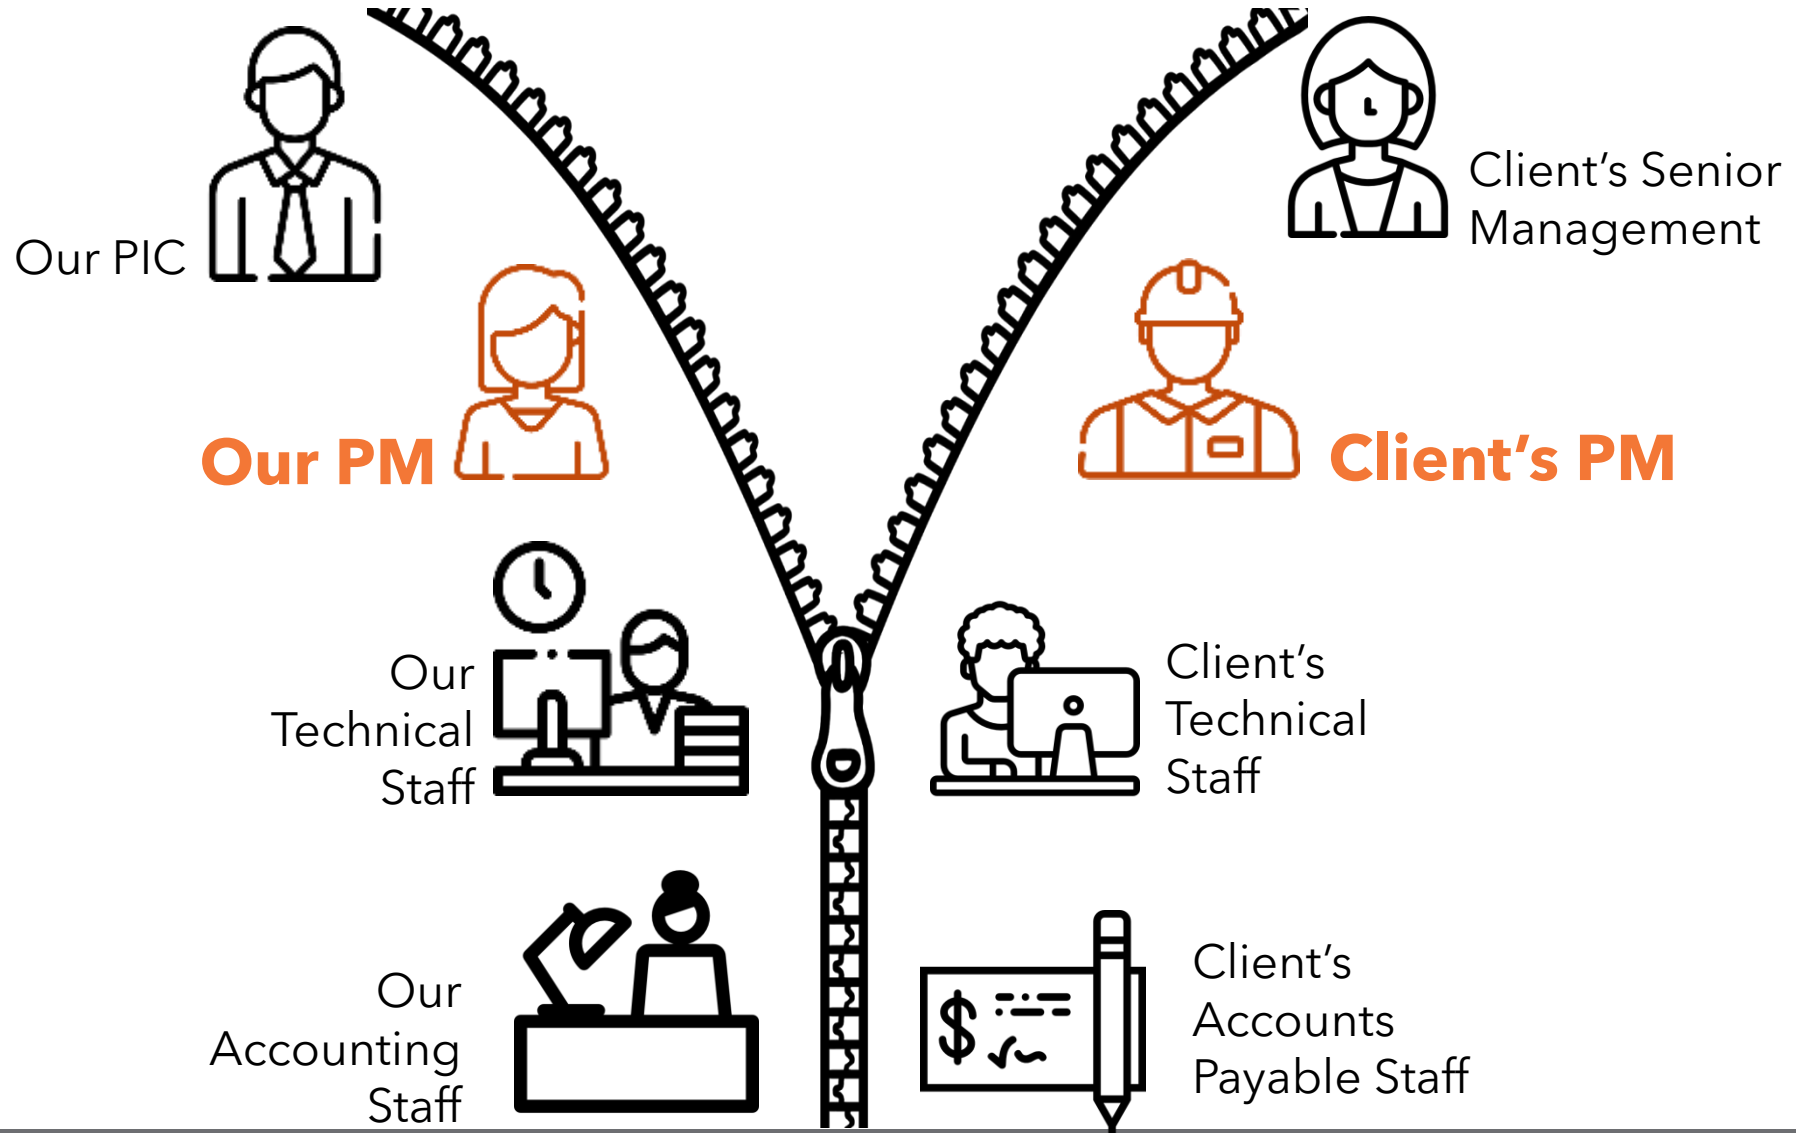 Our PIC
Client’s Senior
Management
Our PM
Client’s PM
Our
Technical
Staff
Client’s
Technical
Staff
Our
Accounting
Staff
Client’s
Accounts
Payable Staff
$